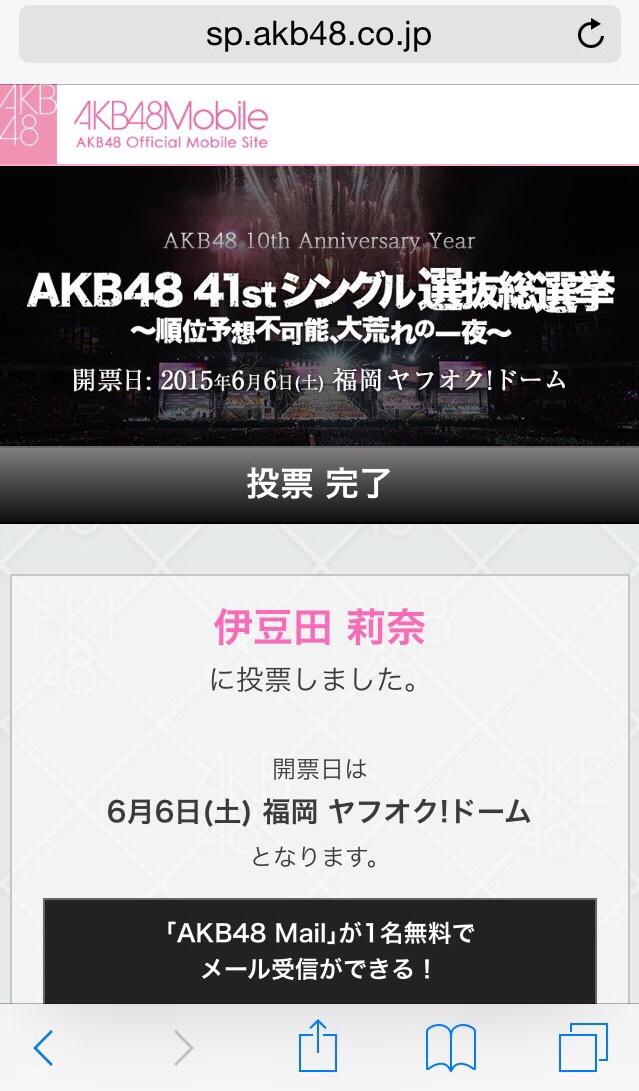 sp.akb48.co.jp
AKB
48
AKB48Mobile
AKB48 Official Mobile Site
AKB48 10th Anniversary Year
AKB48 41stシングル選抜総選挙
〜順位予想不可能、大荒れの一夜〜
開票日: 2015年6月6日(土) 福岡 ヤフオク!ドーム
投票 完了
伊豆田 莉奈
に投票しました。
開票日は
6月6日(土) 福岡 ヤフオク!ドーム
となります。
「AKB48 Mail」が1名無料で
メール受信ができる！